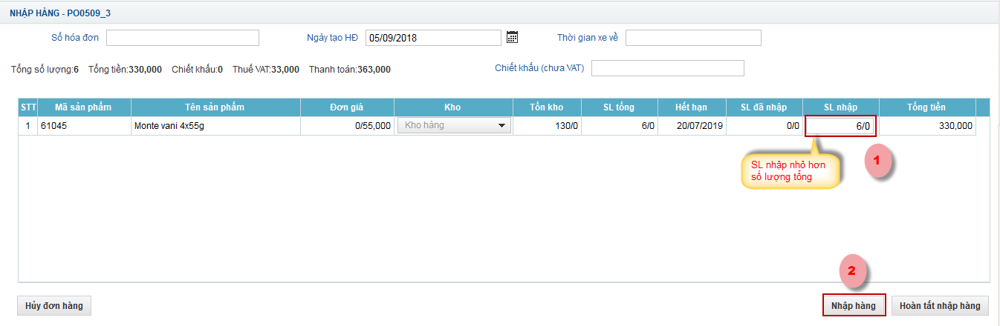 NHẬP HÀNG - PO0509_3
Số hóa đơn Ngày tạo HĐ 05/09/2018 Thời gian xe về
Tổng số lượng:6 Tổng tiền:330,000 Chiết khấu:0 Thuế VAT:33,000 Thanh toán:363,000 Chiết khấu (chưa VAT)
STT Mã sản phẩm Tên sản phẩm Đơn giá Kho Tồn kho SL tổng Hết hạn SL đã nhập SL nhập Tổng tiền
1 61045 Monte vani 4x55g 0/55,000 Kho hàng 130/0 6/0 20/07/2019 0/0 6/0 330,000
SL nhập nhỏ hơn
số lượng tổng
1
2
Hủy đơn hàng Nhập hàng Hoàn tất nhập hàng